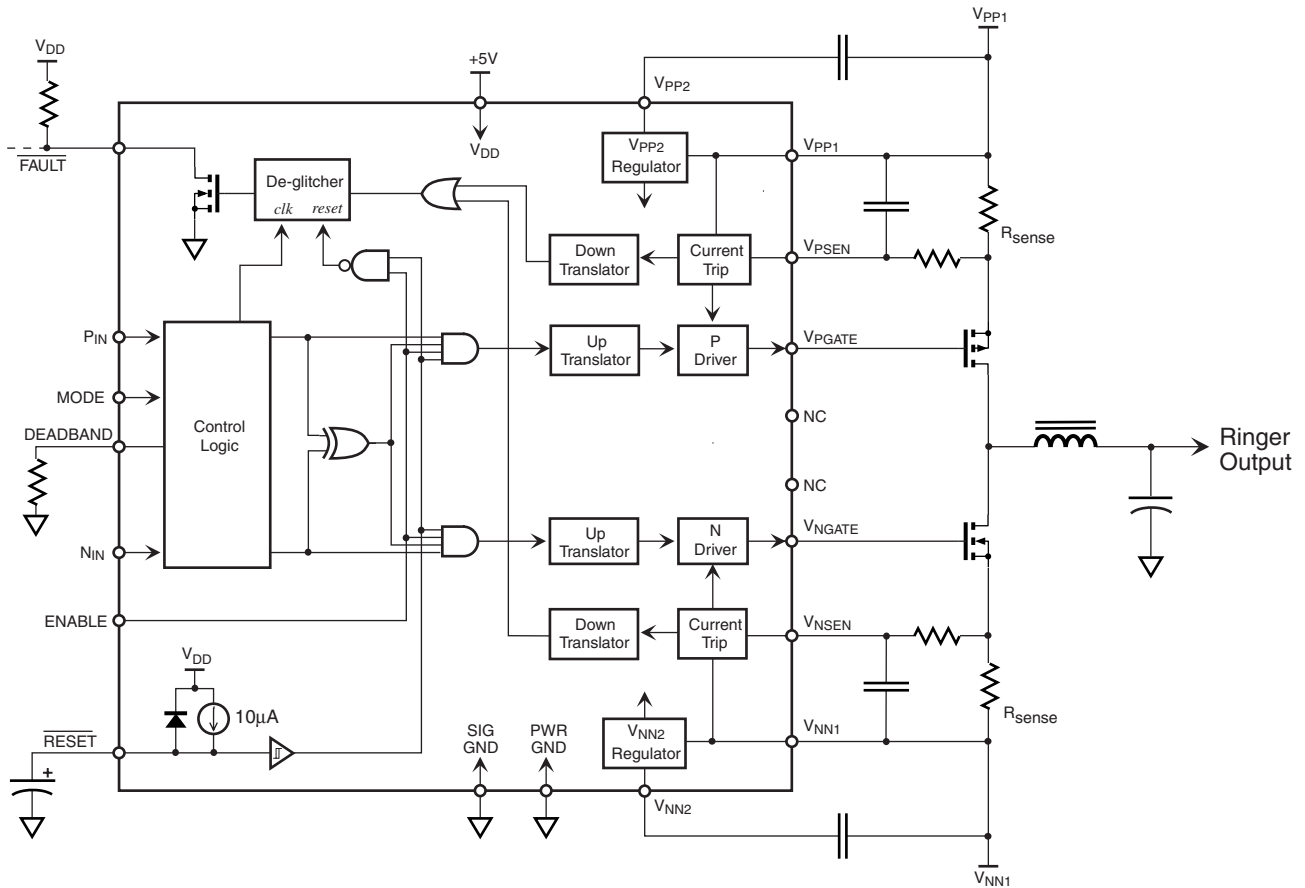 VPP1
VDD
+5V
VPP2
FAULT
VDD
VPP2
Regulator
VPP1
De-glitcher
clk reset
Rsense
Down
Translator
Current
Trip
VPSEN
PIN
Up
Translator
P
Driver
VPGATE
MODE
Control
Logic
NC
DEADBAND
Ringer
Output
NC
NIN
Up
Translator
N
Driver
VNGATE
ENABLE
Down
Translator
Current
Trip
VNSEN
VDD
10µA
Rsense
RESET
SIG
GND
PWR
GND
VNN2
Regulator
VNN1
+
VNN2
VNN1